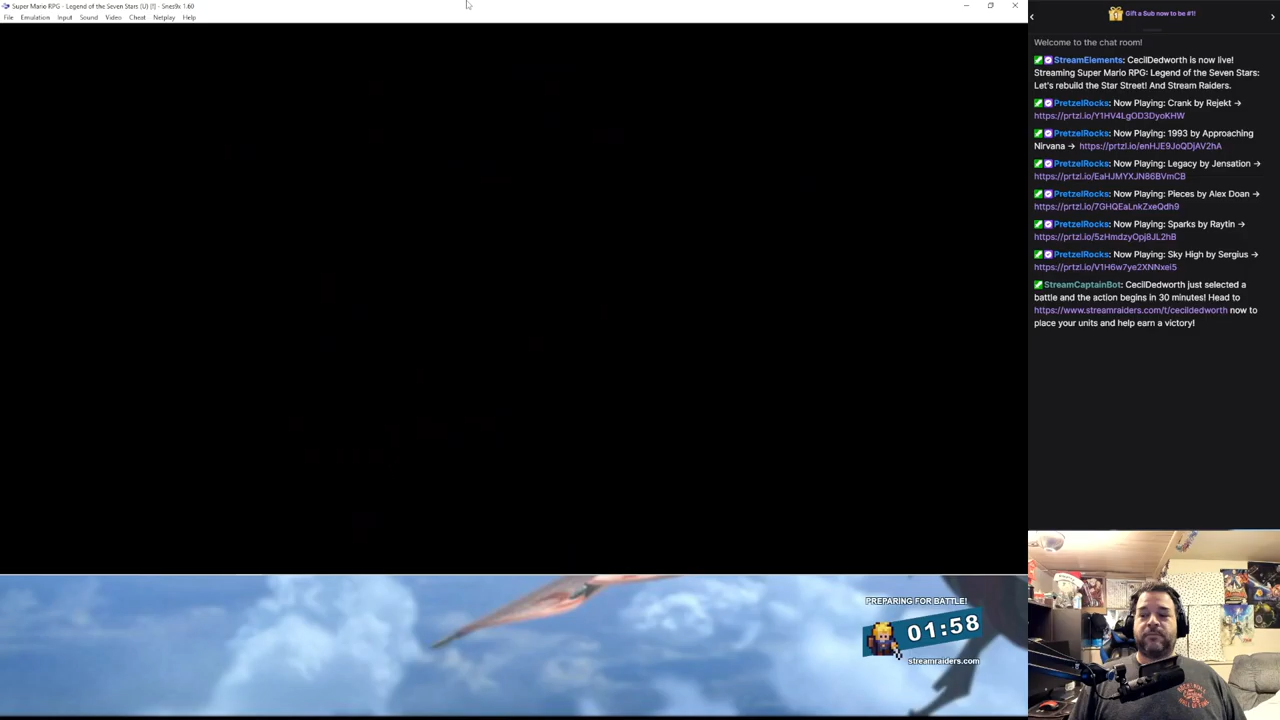 Super Mario RPG - Legend of the Seven Stars (U) [!] - Snes9x 1.60
File Emulation Input Sound Video Cheat Netplay Help
Gift a Sub now to be #1!
Welcome to the chat room!
StreamElements: CecilDedworth is now live!
Streaming Super Mario RPG: Legend of the Seven Stars:
Let's rebuild the Star Street! And Stream Raiders.
PretzelRocks: Now Playing: Crank by Rejekt →
https://prtzl.io/Y1HV4LgOD3DyoKHW
PretzelRocks: Now Playing: 1993 by Approaching
Nirvana → https://prtzl.io/enHJE9JoQDjAV2hA
PretzelRocks: Now Playing: Legacy by Jensation →
https://prtzl.io/EaHJMYXJN86BVmCB
PretzelRocks: Now Playing: Pieces by Alex Doan →
https://prtzl.io/7GHQEaLnkZxeQdh9
PretzelRocks: Now Playing: Sparks by Raytin →
https://prtzl.io/5zHmdzyOpj8JL2hB
PretzelRocks: Now Playing: Sky High by Sergius →
https://prtzl.io/V1H6w7ye2XNNxei5
StreamCaptainBot: CecilDedworth just selected a
battle and the action begins in 30 minutes! Head to
https://www.streamraiders.com/t/cecildedworth now to
place your units and help earn a victory!
PREPARING FOR BATTLE!
01:58
streamraiders.com